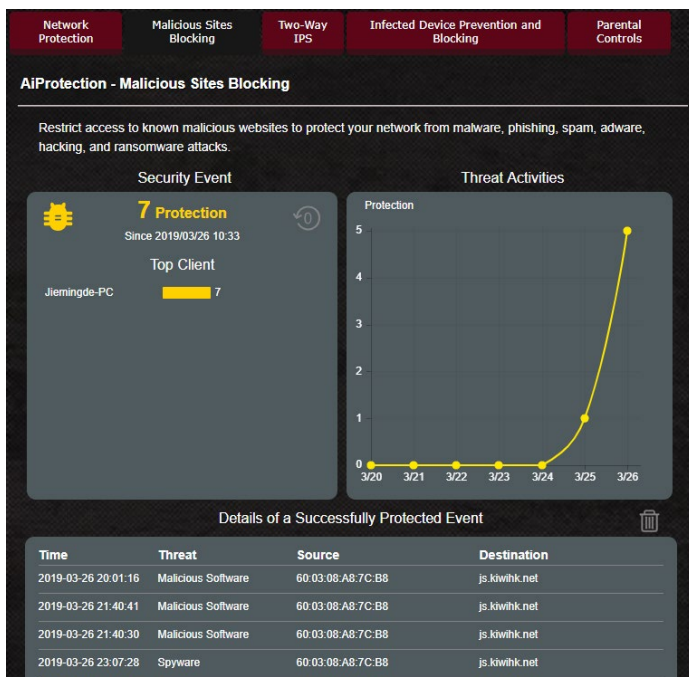 Network Protection
Malicious Sites Blocking
Two-Way IPS
Infected Device Prevention and Blocking
Parental Controls
AiProtection - Malicious Sites Blocking
Restrict access to known malicious websites to protect your network from malware, phishing, spam, adware,
hacking, and ransomware attacks.
Security Event
7 Protection
0
Since 2019/03/26 10:33
Top Client
Jiemingde-PC 7
Threat Activities
Protection
5
4
3
2
1
0
3/20 3/21 3/22 3/23 3/24 3/25 3/26
Details of a Successfully Protected Event
Time Threat Source Destination
2019-03-26 20:01:16 Malicious Software 60:03:08:A8:7C:B8 js.kiwihk.net
2019-03-26 21:40:41 Malicious Software 60:03:08:A8:7C:B8 js.kiwihk.net
2019-03-26 21:40:30 Malicious Software 60:03:08:A8:7C:B8 js.kiwihk.net
2019-03-26 23:07:28 Spyware 60:03:08:A8:7C:B8 js.kiwihk.net